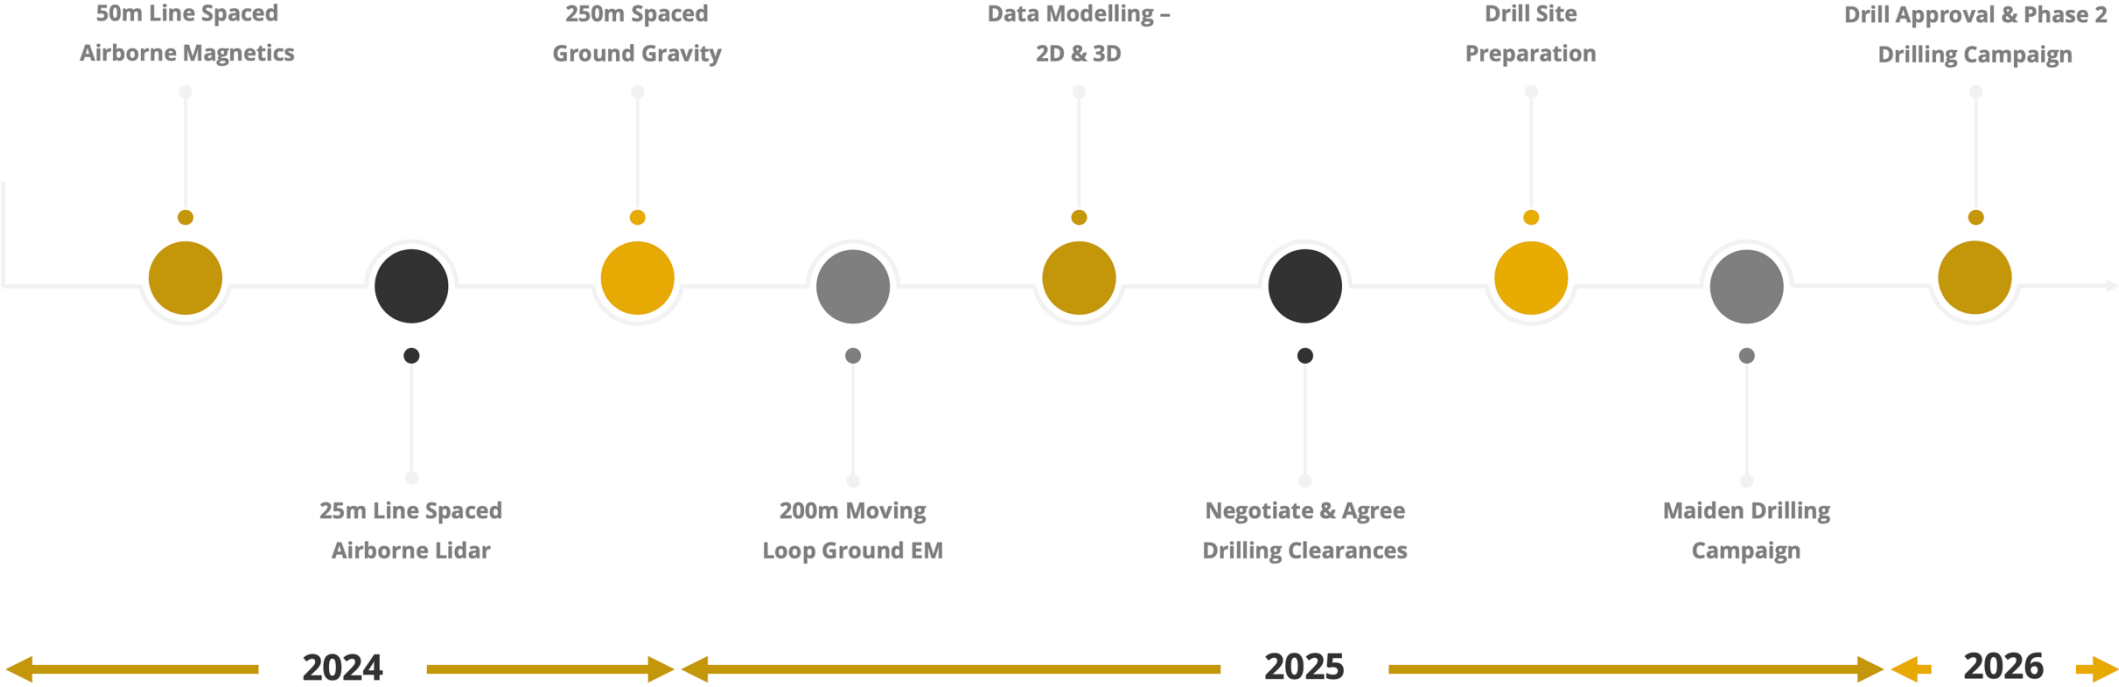 50m Line Spaced
Airborne Magnetics
250m Spaced
Ground Gravity
Data Modelling –
2D & 3D
Drill Site
Preparation
Drill Approval & Phase 2
Drilling Campaign
25m Line Spaced
Airborne Lidar
200m Moving
Loop Ground EM
Negotiate & Agree
Drilling Clearances
Maiden Drilling
Campaign
2024
2025
2026